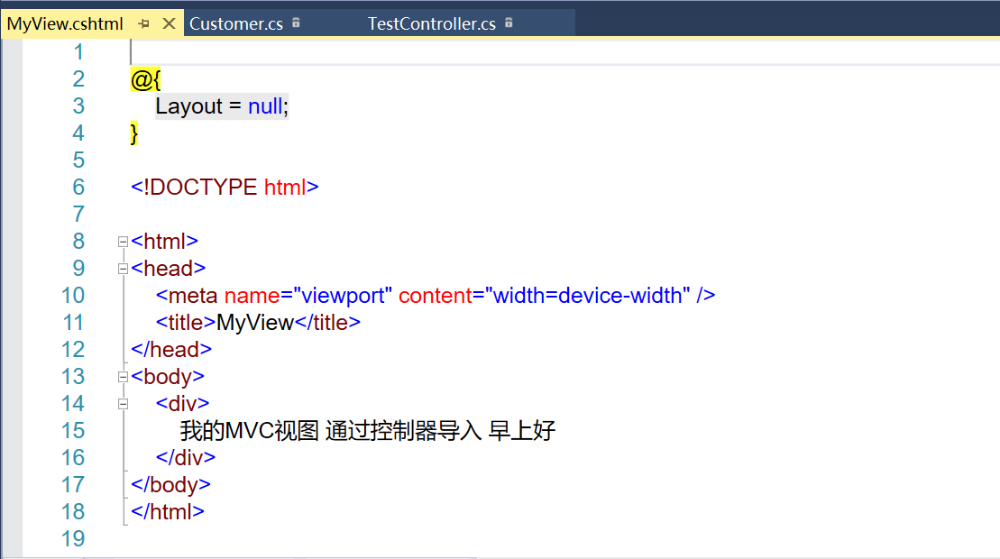 MyView.cshtml Customer.cs TestController.cs
1
2 @{
3 Layout = null;
4 }
5
6 <!DOCTYPE html>
7
8 <html>
9 <head>
10 <meta name="viewport" content="width=device-width" />
11 <title>MyView</title>
12 </head>
13 <body>
14 <div>
15 我的MVC视图 通过控制器导入 早上好
16 </div>
17 </body>
18 </html>
19